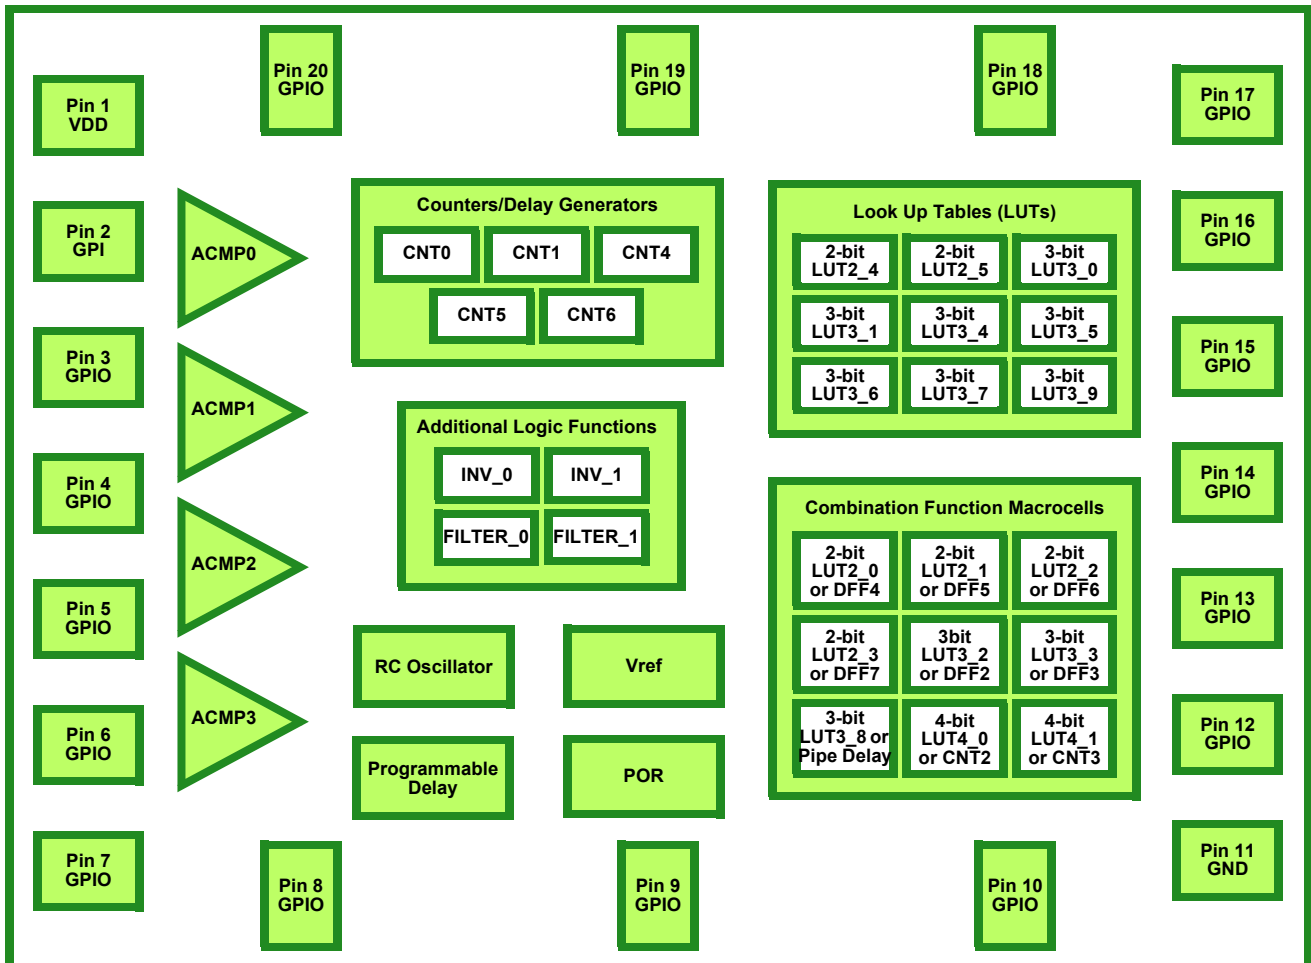 Pin 20
GPIO
Pin 19
GPIO
Pin 18
GPIO
Pin 1
VDD
Pin 2
GPI
Pin 3
GPIO
Pin 4
GPIO
Pin 5
GPIO
Pin 6
GPIO
Pin 7
GPIO
ACMP0
ACMP1
ACMP2
ACMP3
Counters/Delay Generators
CNT0
CNT1
CNT4
CNT5
CNT6
Additional Logic Functions
INV_0
INV_1
FILTER_0
FILTER_1
RC Oscillator
Vref
Programmable
Delay
POR
Look Up Tables (LUTs)
2-bit
LUT2_4
2-bit
LUT2_5
3-bit
LUT3_0
3-bit
LUT3_1
3-bit
LUT3_4
3-bit
LUT3_5
3-bit
LUT3_6
3-bit
LUT3_7
3-bit
LUT3_9
Combination Function Macrocells
2-bit
LUT2_0
or DFF4
2-bit
LUT2_1
or DFF5
2-bit
LUT2_2
or DFF6
2-bit
LUT2_3
or DFF7
3bit
LUT3_2
or DFF2
3-bit
LUT3_3
or DFF3
3-bit
LUT3_8 or
Pipe Delay
4-bit
LUT4_0
or CNT2
4-bit
LUT4_1
or CNT3
Pin 17
GPIO
Pin 16
GPIO
Pin 15
GPIO
Pin 14
GPIO
Pin 13
GPIO
Pin 12
GPIO
Pin 11
GND
Pin 8
GPIO
Pin 9
GPIO
Pin 10
GPIO